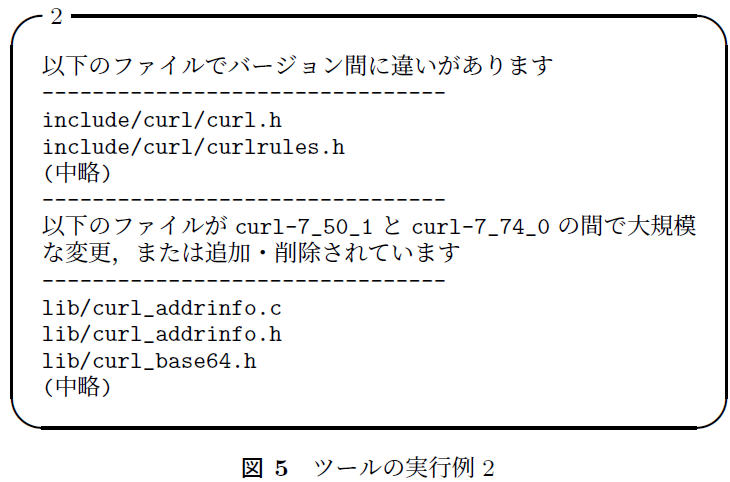 2
以下のファイルでバージョン間に違いがあります
--------------------------------
include/curl/curl.h
include/curl/curlrules.h
(中略)
--------------------------------
以下のファイルが curl-7_50_1 と curl-7_74_0 の間で大規模
な変更，または追加・削除されています
--------------------------------
lib/curl_addrinfo.c
lib/curl_addrinfo.h
lib/curl_base64.h
(中略)
図 5　ツールの実行例 2